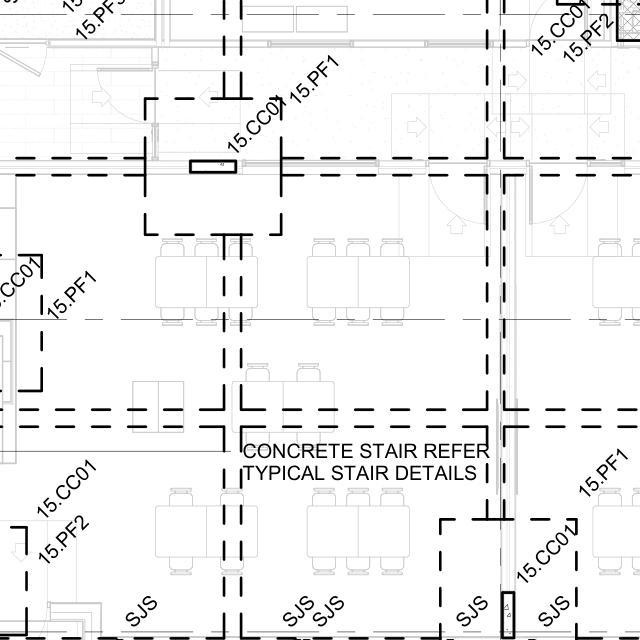 15.PF3
15.CC01
15.PF2
15.CC01
15.PF1
15.PF1
CONCRETE STAIR REFER
TYPICAL STAIR DETAILS
15.CC01
15.PF2
15.PF1
15.CC01
SJS
SJS
SJS
SJS
SJS